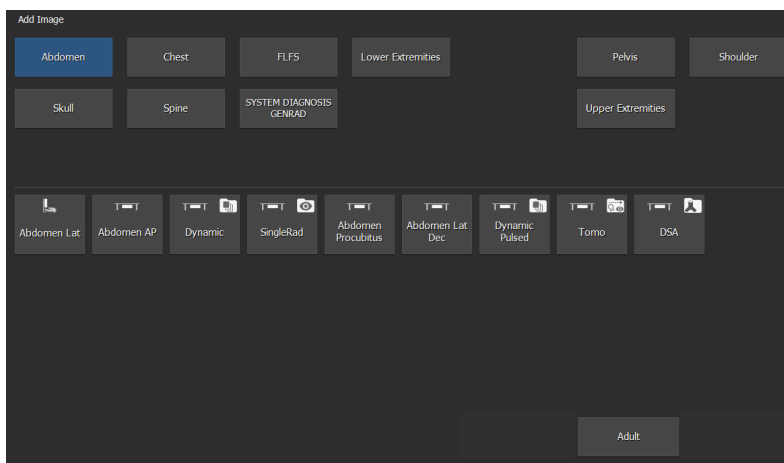 Add Image
Abdomen
Chest
FLFS
Lower Extremities
Pelvis
Shoulder
Skull
Spine
SYSTEM DIAGNOSIS
GENRAD
Upper Extremities
Abdomen Lat
Abdomen AP
Dynamic
SingleRad
Abdomen
Procubitus
Abdomen Lat
Dec
Dynamic
Pulsed
Tomo
DSA
Adult